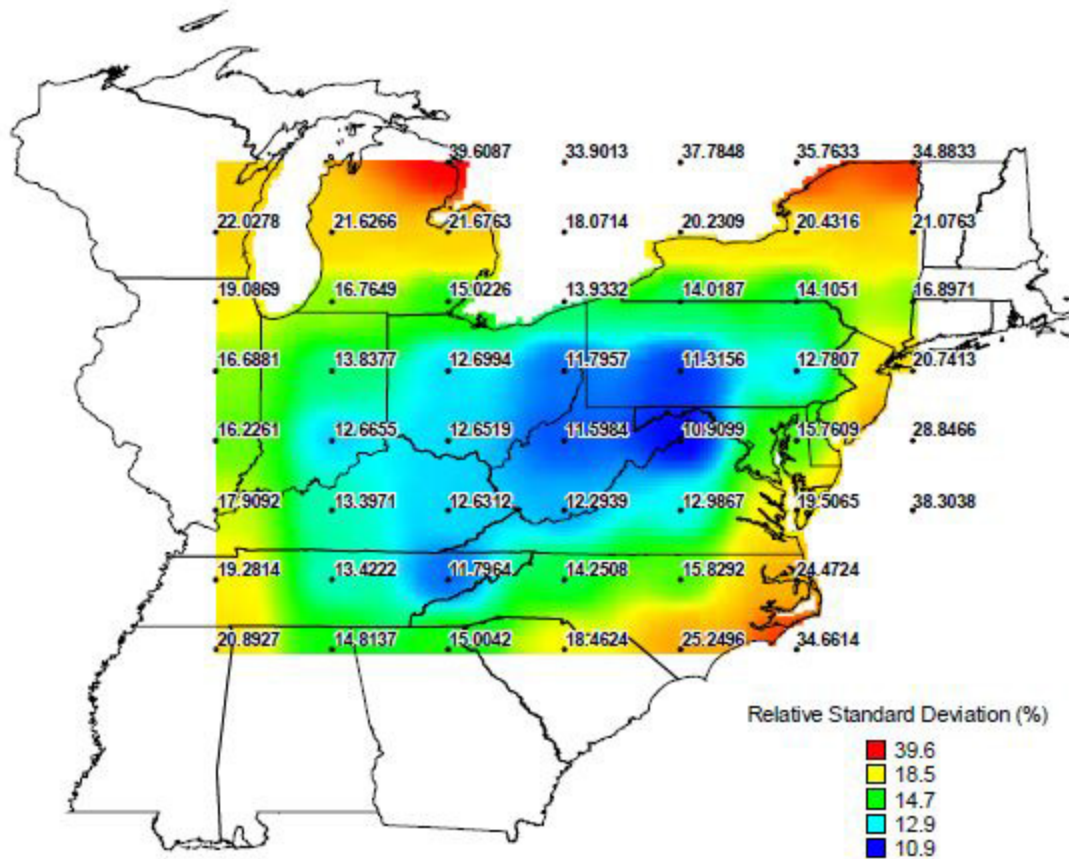 39.6087 33.9013 37.7848 35.7633 34.8833
22.0278 21.6266 21.6763 18.0714 20.2309 20.4316 21.0763
19.0869 16.7649 15.0226 13.9332 14.0187 14.1051 16.8971
16.6881 13.8377 12.6994 11.7957 11.3156 12.7807 20.7413
16.2261 12.6655 12.6519 11.5984 10.9099 15.7609 28.8466
17.9092 13.3971 12.6312 12.2939 12.9867 19.5065 38.3038
19.2814 13.4222 11.7964 14.2508 15.8292 24.4724
20.8927 14.8137 15.0042 18.4624 25.2496 34.6614
Relative Standard Deviation (%)
39.6
18.5
14.7
12.9
10.9